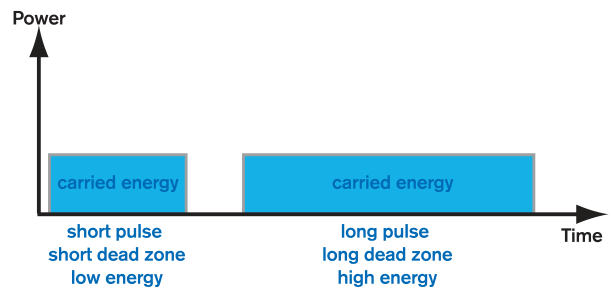 Power
carried energy
carried energy
short pulse
short dead zone
low energy
long pulse
long dead zone
high energy
Time